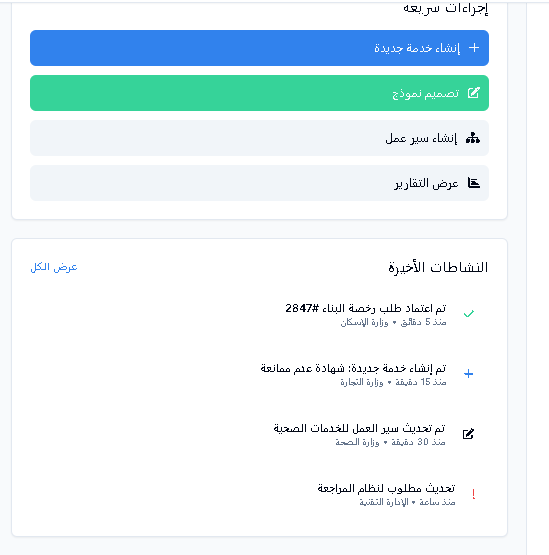 إجراءات سريعة
إنشاء خدمة جديدة
تصميم نموذج
إنشاء سير عمل
عرض التقارير
النشاطات الأخيرة
عرض الكل
تم اعتماد طلب رخصة البناء #2847
منذ 5 دقائق • وزارة الإسكان
تم إنشاء خدمة جديدة: شهادة عدم ممانعة
منذ 15 دقيقة • وزارة التجارة
تم تحديث سير العمل للخدمات الصحية
منذ 30 دقيقة • وزارة الصحة
تحديث مطلوب لنظام المراجعة
منذ ساعة • الإدارة التقنية